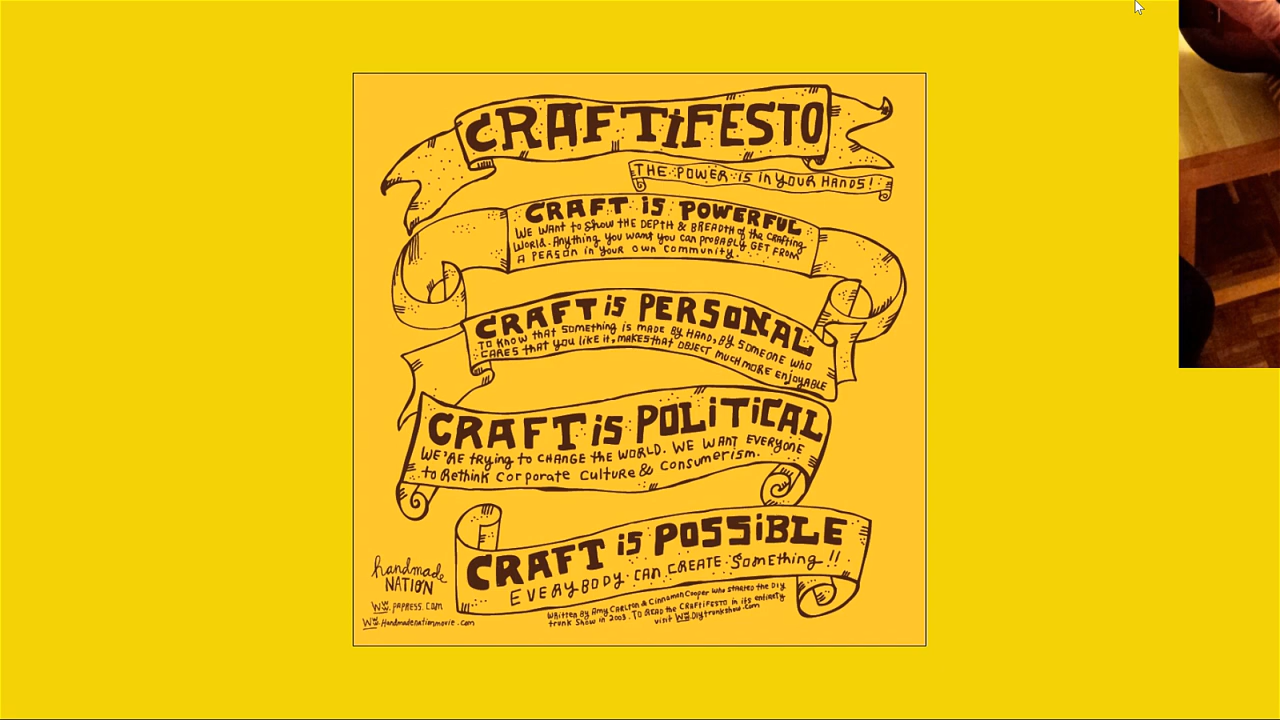 CRAFTiFESTO
THE POWER IS IN YOUR HANDS!
CRAFT iS POWERFUL
WE WANT to Show THE DEPTH & BREADTH of the CRAfting
WORLD. Anything you want you can probABLY GET FROM
A PERSON in your own community.
CRAFT iS PERSONAL
TO KNOW THAT SOMETHING IS MADE BY HAND, BY SOMEONE who
CARES THAT YOU LIKE it, MAKES THAT OBJECT MUCH MORE ENJOYABLE
CRAFT iS POLiTiCAL
WE'RE trying to CHANGE the WORLD. WE WANT EVERYONE
to Rethink Corporate Culture & Consumerism.
CRAFT iS POSSiBLE
EVERYBODY CAN CREATE Something!!
handmade
NATION
WWW.PAPRESS.COM
WWW.Handmadenationmovie.com
Written By Amy Carlton & Cinnamon Cooper who started the DIY
trunk Show in 2003. TO READ the CRAFTiFESTO in its entirety
visit WWW.DIYtrunkshow.com